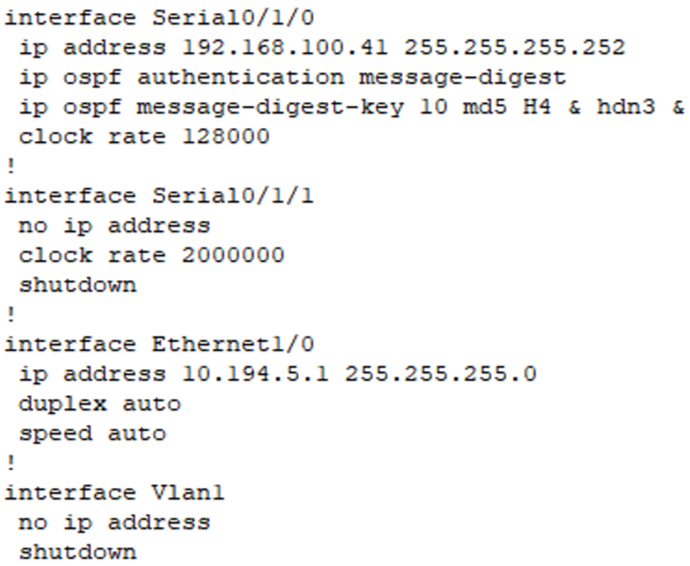 interface Serial0/1/0
 ip address 192.168.100.41 255.255.255.252
 ip ospf authentication message-digest
 ip ospf message-digest-key 10 md5 H4 & hdn3 &
 clock rate 128000
!
interface Serial0/1/1
 no ip address
 clock rate 2000000
 shutdown
!
interface Ethernet1/0
 ip address 10.194.5.1 255.255.255.0
 duplex auto
 speed auto
!
interface Vlan1
 no ip address
 shutdown